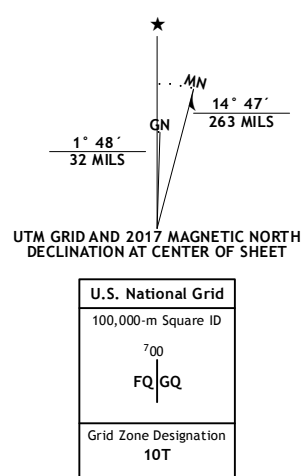 ★
MN
GN
14° 47´
263 MILS
1° 48´
32 MILS
UTM GRID AND 2017 MAGNETIC NORTH
DECLINATION AT CENTER OF SHEET
U.S. National Grid
100,000-m Square ID
⁷00
FQ GQ
Grid Zone Designation
10T